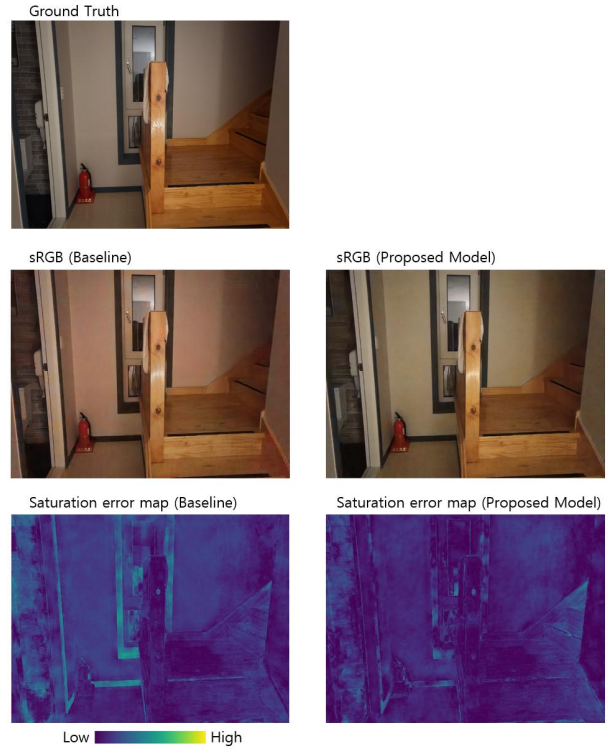 Ground Truth
sRGB (Baseline)
sRGB (Proposed Model)
Saturation error map (Baseline)
Saturation error map (Proposed Model)
Low
High